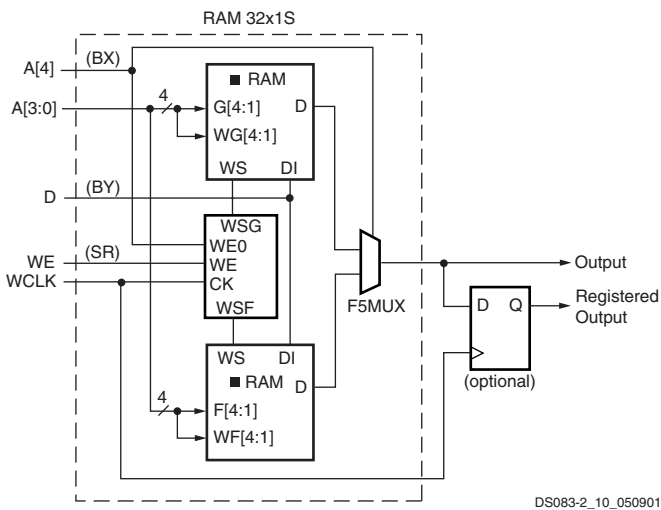 RAM 32x1S
A[4]
(BX)
A[3:0]
4
■ RAM
G[4:1]
D
WG[4:1]
WS
DI
D
(BY)
WSG
WE0
WE
CK
WSF
WE
(SR)
WCLK
F5MUX
Output
D
Q
Registered
Output
(optional)
WS
DI
■ RAM
D
4
F[4:1]
WF[4:1]
DS083-2_10_050901